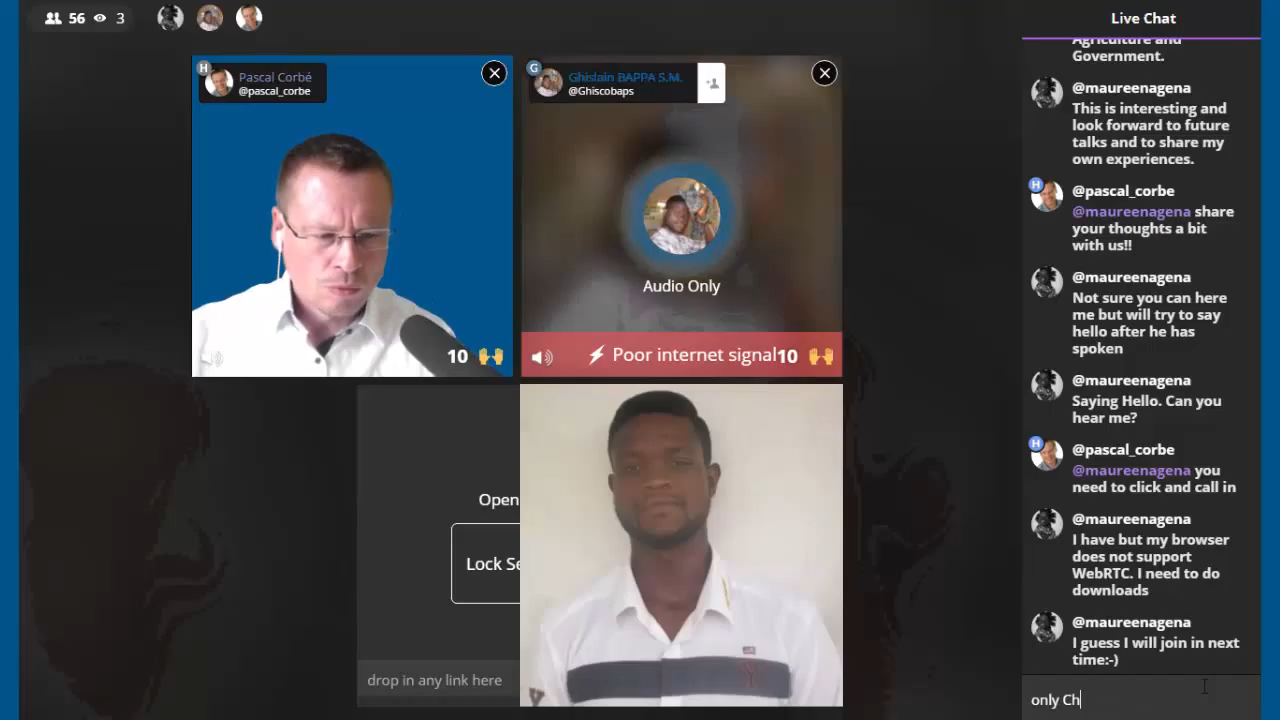 56 3
Live Chat
H Pascal Corbé
@pascal_corbe
G Ghislain BAPPA S.M.
@Ghiscobaps
Audio Only
10
Poor internet signal 10
Open
Lock Se
drop in any link here
Agriculture and
Government.
@maureenagena
This is interesting and
look forward to future
talks and to share my
own experiences.
H @pascal_corbe
@maureenagena share
your thoughts a bit
with us!!
@maureenagena
Not sure you can here
me but will try to say
hello after he has
spoken
@maureenagena
Saying Hello. Can you
hear me?
H @pascal_corbe
@maureenagena you
need to click and call in
@maureenagena
I have but my browser
does not support
WebRTC. I need to do
downloads
@maureenagena
I guess I will join in next
time:-)
only Ch